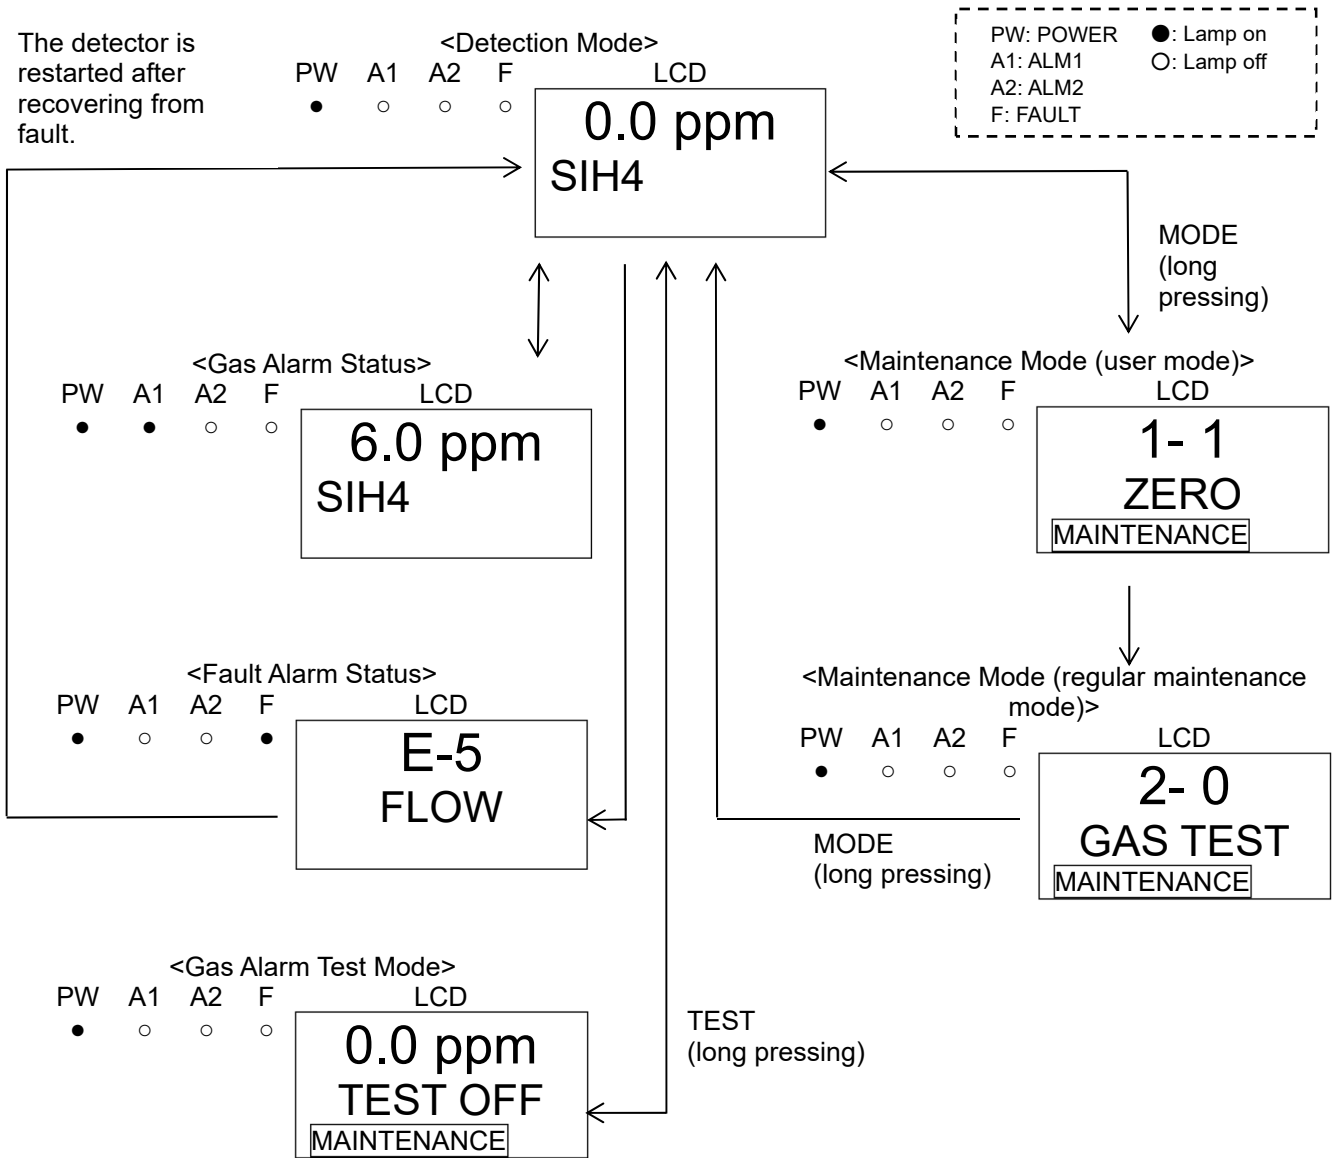 The detector is
restarted after
recovering from
fault.
<Detection Mode>
PW A1 A2 F LCD
● ○ ○ ○
0.0 ppm
SIH4
PW: POWER ●: Lamp on
A1: ALM1 ○: Lamp off
A2: ALM2
F: FAULT
MODE
(long
pressing)
<Gas Alarm Status>
PW A1 A2 F LCD
● ● ○ ○
6.0 ppm
SIH4
<Maintenance Mode (user mode)>
PW A1 A2 F LCD
● ○ ○ ○
1- 1
ZERO
MAINTENANCE
<Fault Alarm Status>
PW A1 A2 F LCD
● ○ ○ ●
E-5
FLOW
<Maintenance Mode (regular maintenance
mode)>
PW A1 A2 F LCD
● ○ ○ ○
2- 0
GAS TEST
MAINTENANCE
MODE
(long pressing)
<Gas Alarm Test Mode>
PW A1 A2 F LCD
● ○ ○ ○
0.0 ppm
TEST OFF
MAINTENANCE
TEST
(long pressing)